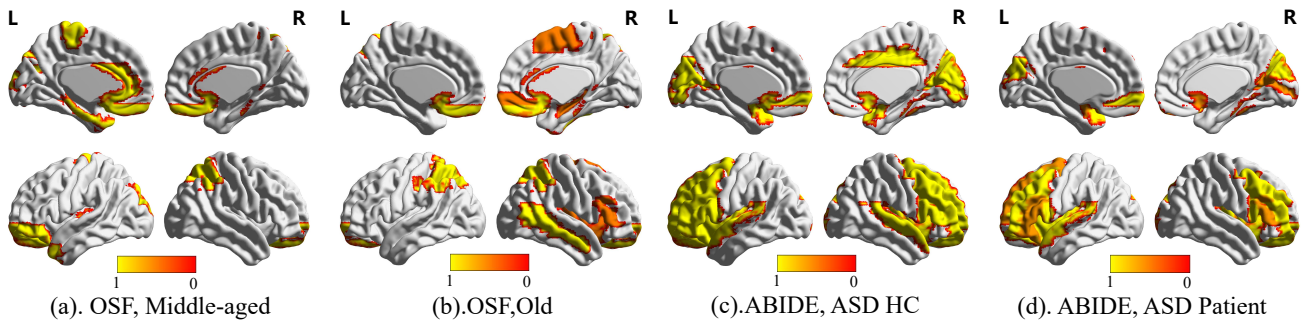 L R L R L R L R
1 0 1 0 1 0 1 0
(a). OSF, Middle-aged (b).OSF,Old (c).ABIDE, ASD HC (d). ABIDE, ASD Patient